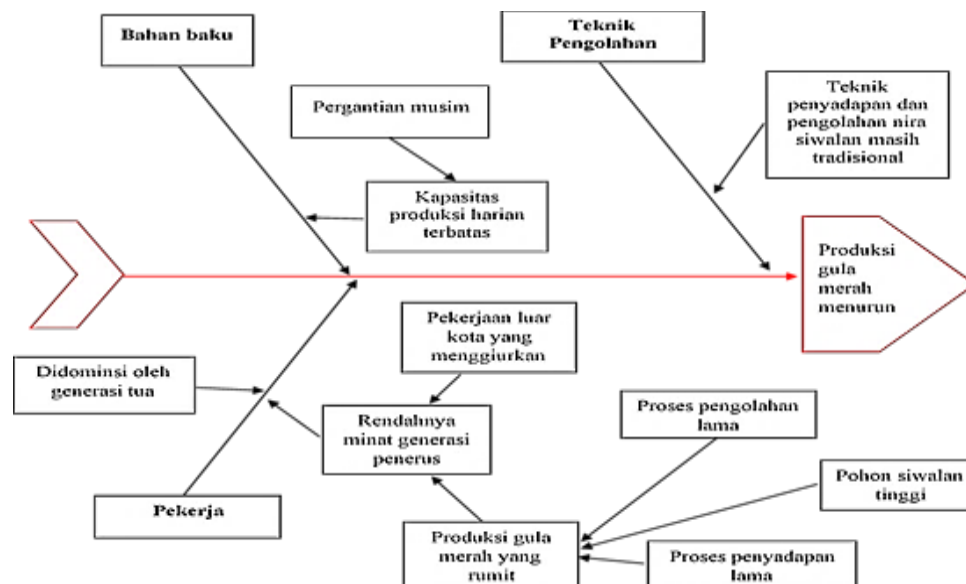 Bahan baku
Teknik
Pengolahan
Pergantian musim
Teknik
penyadapan dan
pengolahan nira
siwalan masih
tradisional
Kapasitas
produksi harian
terbatas
Produksi
gula
merah
menurun
Pekerjaan luar
kota yang
menggiurkan
Didominsi oleh
generasi tua
Rendahnya
minat generasi
penerus
Proses pengolahan
lama
Pohon siwalan
tinggi
Pekerja
Produksi gula
merah yang
rumit
Proses penyadapan
lama